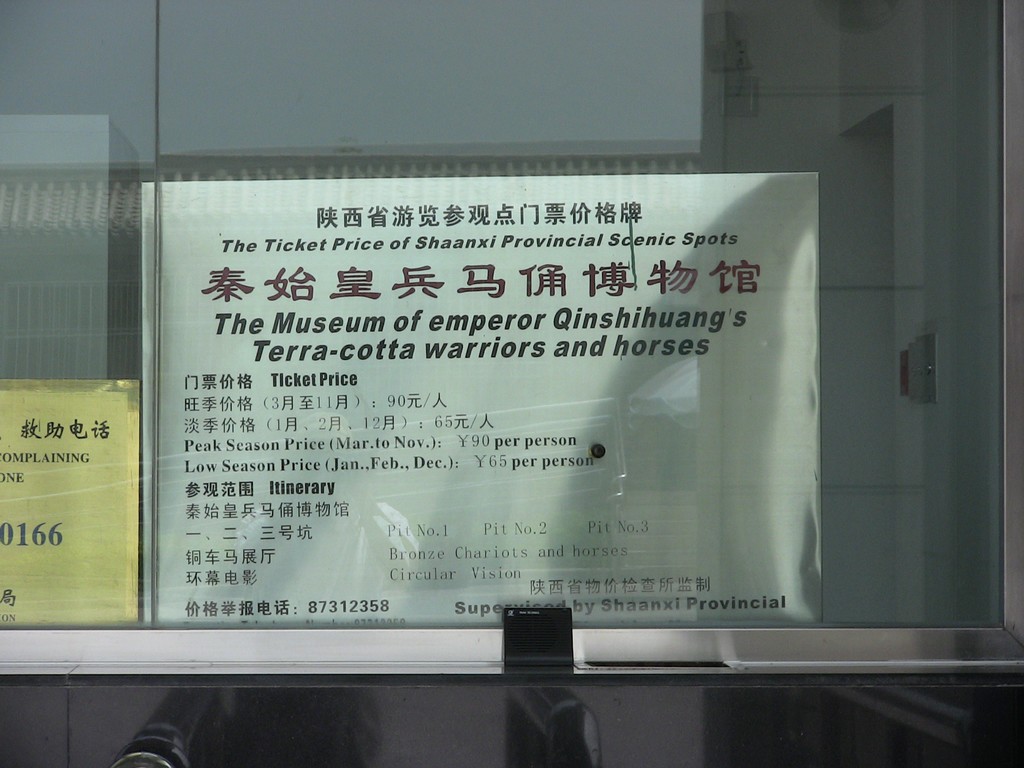 陕西省游览参观点门票价格牌
The Ticket Price of Shaanxi Provincial Scenic Spots
秦始皇兵马俑博物馆
The Museum of emperor Qinshihuang's
Terra-cotta warriors and horses
门票价格 Ticket Price
旺季价格（3月至11月）：90元/人
淡季价格（1月、2月、12月）：65元/人
Peak Season Price (Mar.to Nov.): ￥90 per person
Low Season Price (Jan.,Feb., Dec.): ￥65 per person
参观范围 Itinerary
秦始皇兵马俑博物馆
一、二、三号坑 Pit No.1 Pit No.2 Pit No.3
铜车马展厅 Bronze Chariots and horses
环幕电影 Circular Vision
陕西省物价检查所监制
价格举报电话：87312358 Supervised by Shaanxi Provincial
救助电话
COMPLAINING
ONE
0166
局
ION